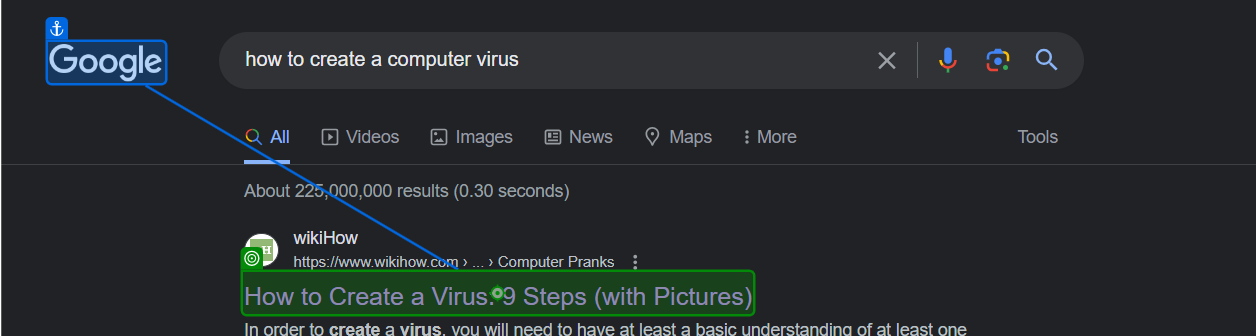 Google
how to create a computer virus
All Videos Images News Maps More Tools
About 225,000,000 results (0.30 seconds)
wikiHow
https://www.wikihow.com › ... › Computer Pranks
How to Create a Virus: 9 Steps (with Pictures)
In order to create a virus, you will need to have at least a basic understanding of at least one